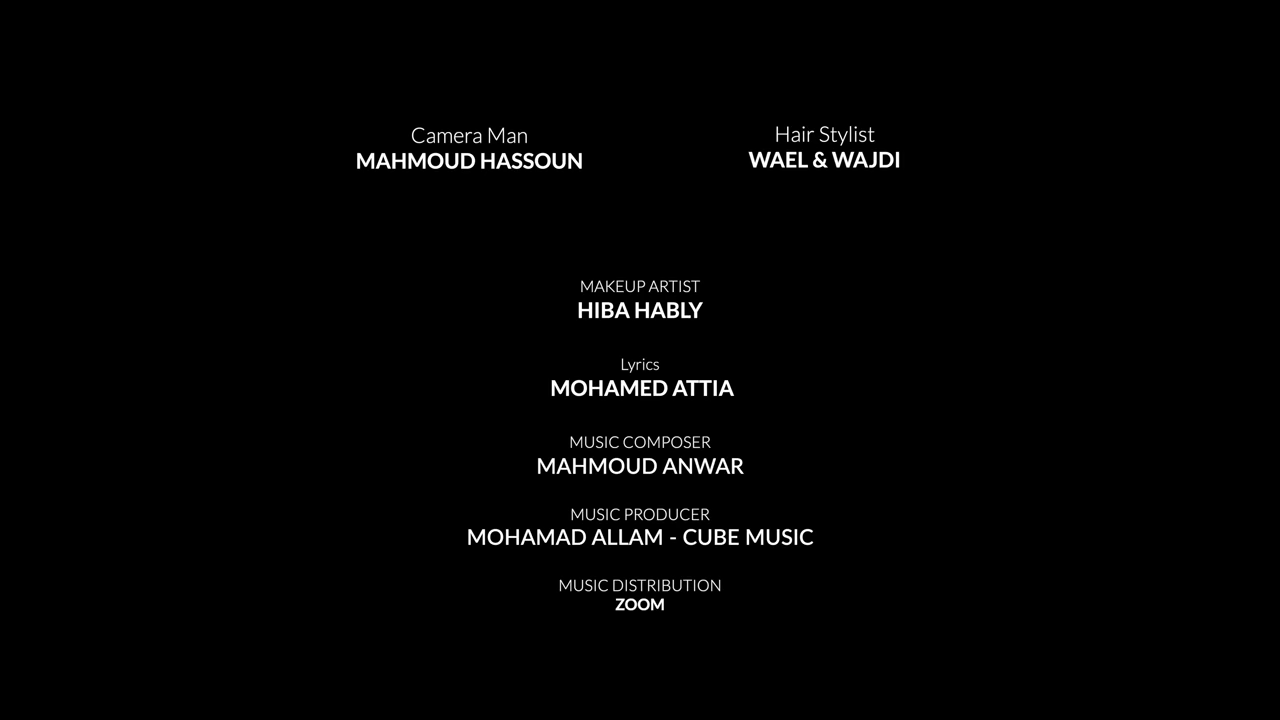 Camera Man
MAHMOUD HASSOUN
Hair Stylist
WAEL & WAJDI
MAKEUP ARTIST
HIBA HABLY
Lyrics
MOHAMED ATTIA
MUSIC COMPOSER
MAHMOUD ANWAR
MUSIC PRODUCER
MOHAMAD ALLAM - CUBE MUSIC
MUSIC DISTRIBUTION
ZOOM